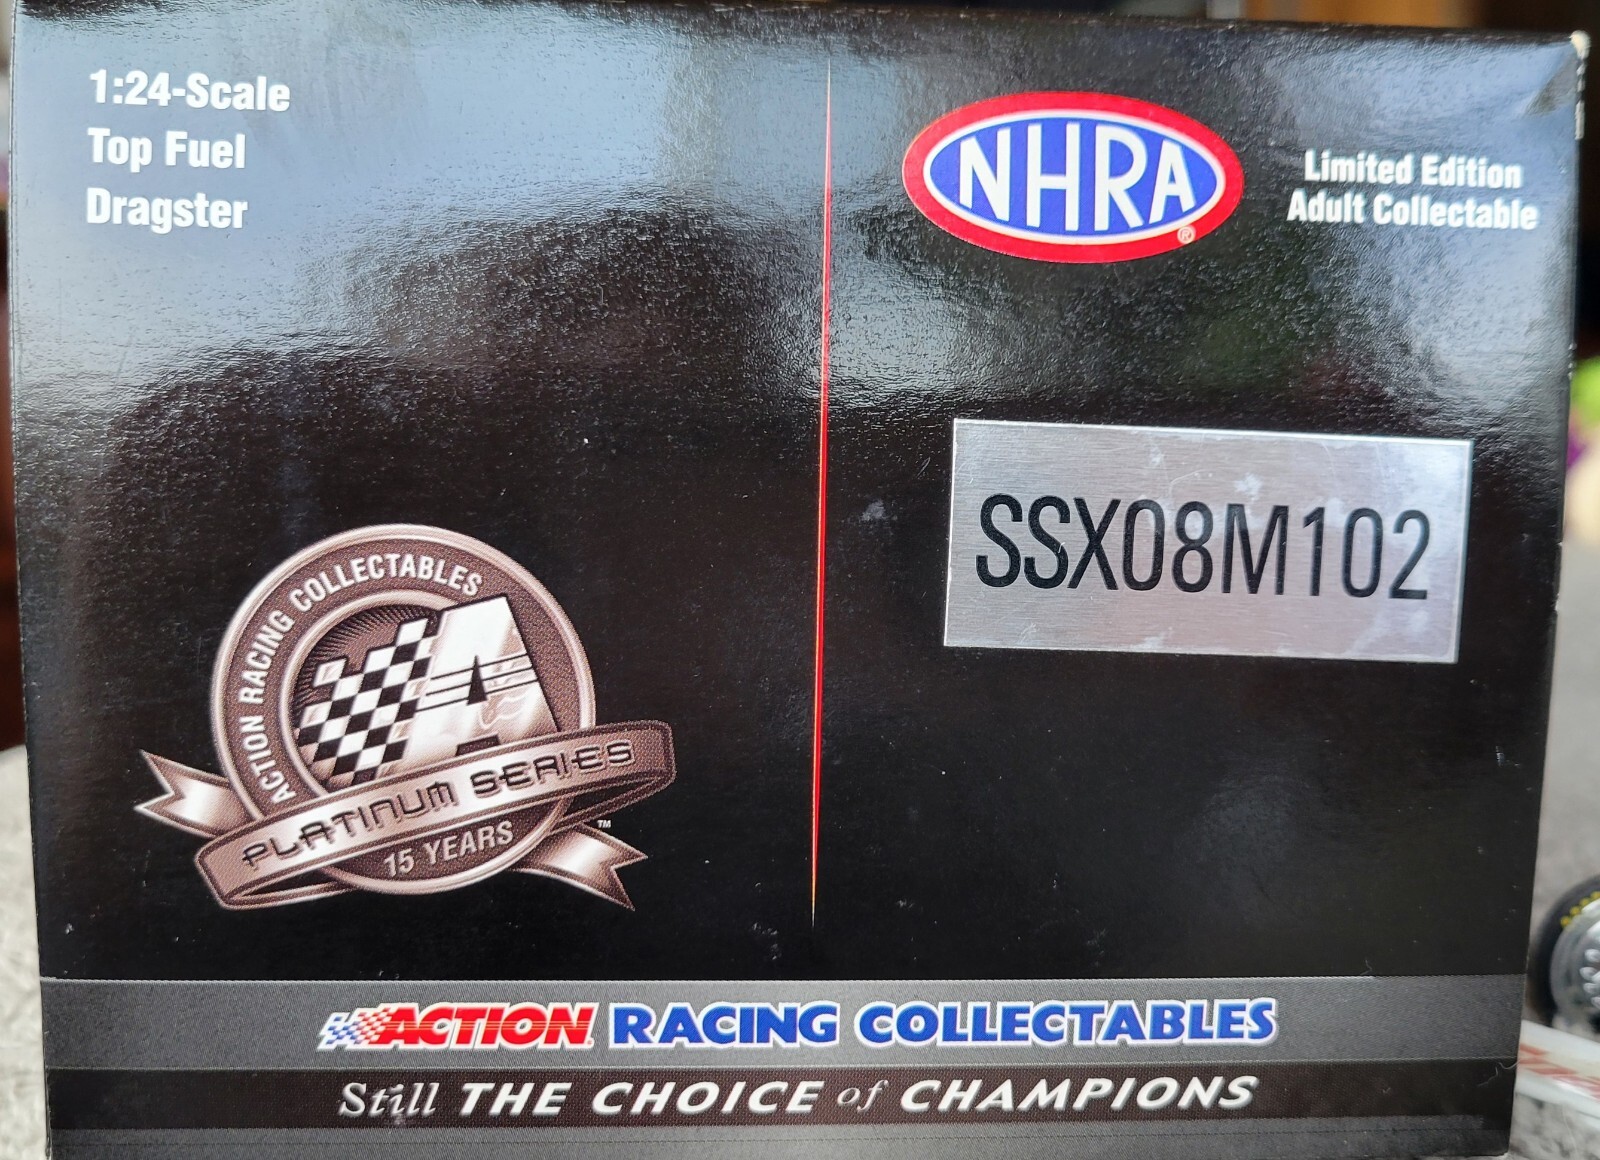 1:24-Scale
Top Fuel
Dragster
NHRA®
Limited Edition
Adult Collectable
SSX08M102
ACTION RACING COLLECTABLES
A
PLATINUM SERIES
15 YEARS
™
ACTION RACING COLLECTABLES
Still THE CHOICE of CHAMPIONS